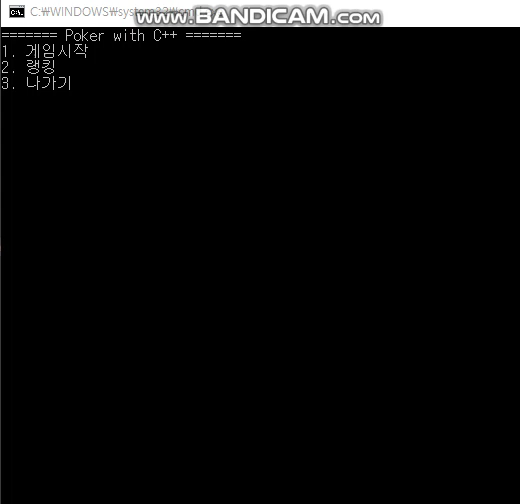 C:₩WINDOWS₩system32₩cm
www.BANDICAM.com
======= Poker with C++ =======
1. 게임시작
2. 랭킹
3. 나가기